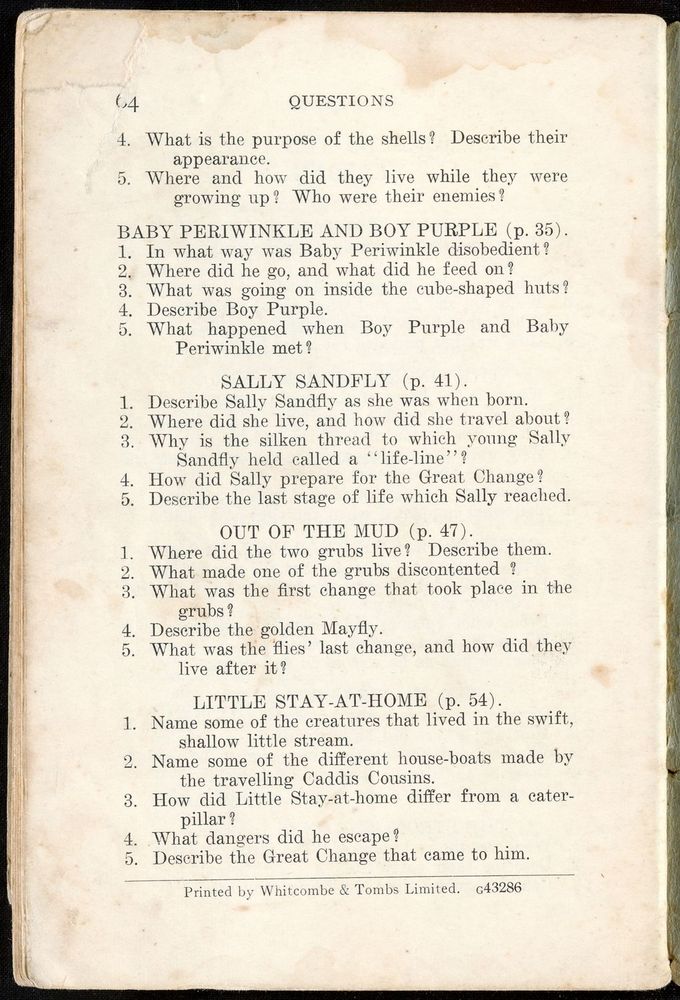 64 QUESTIONS
4. What is the purpose of the shells? Describe their
appearance.
5. Where and how did they live while they were
growing up? Who were their enemies?
BABY PERIWINKLE AND BOY PURPLE (p. 35).
1. In what way was Baby Periwinkle disobedient?
2. Where did he go, and what did he feed on?
3. What was going on inside the cube-shaped huts?
4. Describe Boy Purple.
5. What happened when Boy Purple and Baby
Periwinkle met?
SALLY SANDFLY (p. 41).
1. Describe Sally Sandfly as she was when born.
2. Where did she live, and how did she travel about?
3. Why is the silken thread to which young Sally
Sandfly held called a "life-line"?
4. How did Sally prepare for the Great Change?
5. Describe the last stage of life which Sally reached.
OUT OF THE MUD (p. 47).
1. Where did the two grubs live? Describe them.
2. What made one of the grubs discontented ?
3. What was the first change that took place in the
grubs?
4. Describe the golden Mayfly.
5. What was the flies' last change, and how did they
live after it?
LITTLE STAY-AT-HOME (p. 54).
1. Name some of the creatures that lived in the swift,
shallow little stream.
2. Name some of the different house-boats made by
the travelling Caddis Cousins.
3. How did Little Stay-at-home differ from a cater-
pillar?
4. What dangers did he escape?
5. Describe the Great Change that came to him.
Printed by Whitcombe & Tombs Limited. G43286